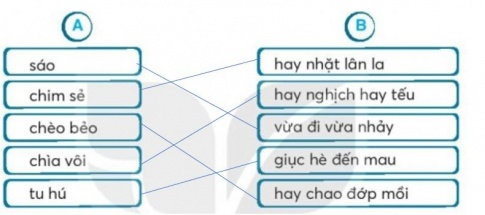 A B
sáo hay nhặt lân la
chim sẻ hay nghịch hay tếu
chèo bẻo vừa đi vừa nhảy
chìa vôi giục hè đến mau
tu hú hay chao đớp mồi